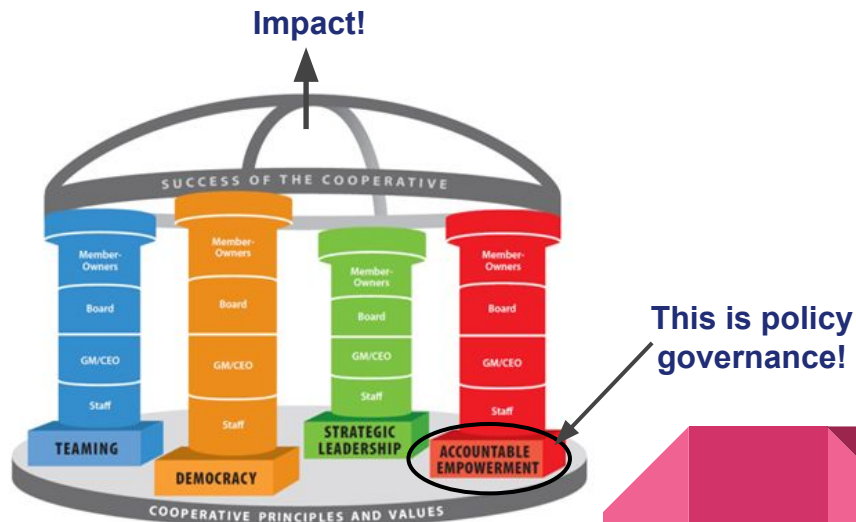 Impact!
SUCCESS OF THE COOPERATIVE
Member-
Owners
Board
GM/CEO
Staff
TEAMING
Member-
Owners
Board
GM/CEO
Staff
DEMOCRACY
Member-
Owners
Board
GM/CEO
Staff
STRATEGIC
LEADERSHIP
Member-
Owners
Board
GM/CEO
Staff
ACCOUNTABLE
EMPOWERMENT
This is policy
governance!
COOPERATIVE PRINCIPLES AND VALUES